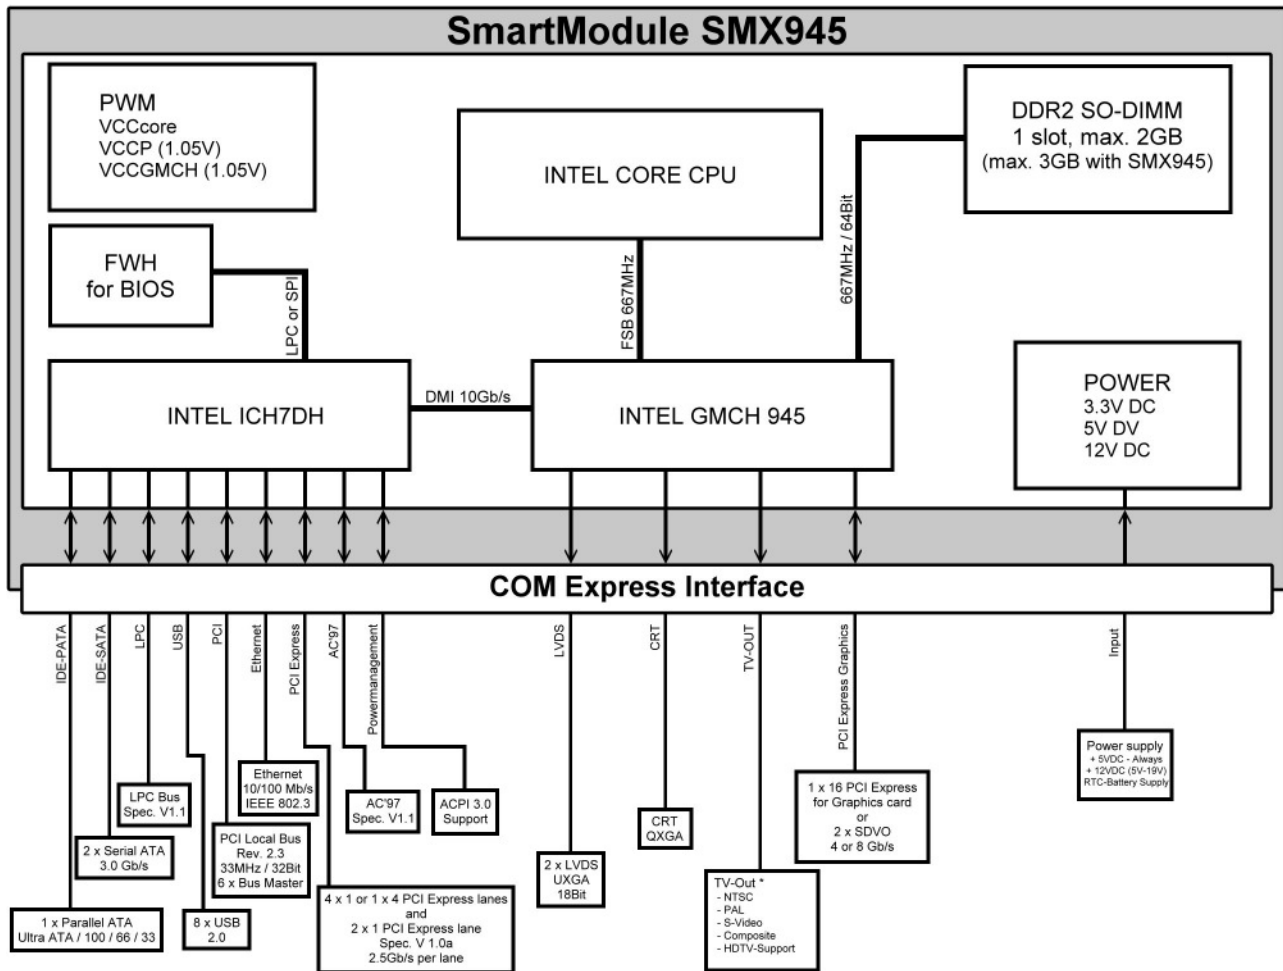 SmartModule SMX945
PWM
VCCcore
VCCP (1.05V)
VCCGMCH (1.05V)
INTEL CORE CPU
DDR2 SO-DIMM
1 slot, max. 2GB
(max. 3GB with SMX945)
FWH
for BIOS
LPC or SPI
FSB 667MHz
667MHz / 64Bit
INTEL ICH7DH
DMI 10Gb/s
INTEL GMCH 945
POWER
3.3V DC
5V DV
12V DC
COM Express Interface
IDE-PATA
IDE-SATA
LPC
USB
PCI
Ethernet
PCI Express
AC'97
Powermanagement
LVDS
CRT
TV-OUT
PCI Express Graphics
Input
1 x Parallel ATA
Ultra ATA / 100 / 66 / 33
2 x Serial ATA
3.0 Gb/s
LPC Bus
Spec. V1.1
8 x USB
2.0
PCI Local Bus
Rev. 2.3
33MHz / 32Bit
6 x Bus Master
Ethernet
10/100 Mb/s
IEEE 802.3
4 x 1 or 1 x 4 PCI Express lanes
and
2 x 1 PCI Express lane
Spec. V 1.0a
2.5Gb/s per lane
AC'97
Spec. V1.1
ACPI 3.0
Support
2 x LVDS
UXGA
18Bit
CRT
QXGA
TV-Out *
- NTSC
- PAL
- S-Video
- Composite
- HDTV-Support
1 x 16 PCI Express
for Graphics card
or
2 x SDVO
4 or 8 Gb/s
Power supply
+ 5VDC - Always
+ 12VDC (5V-19V)
RTC-Battery Supply